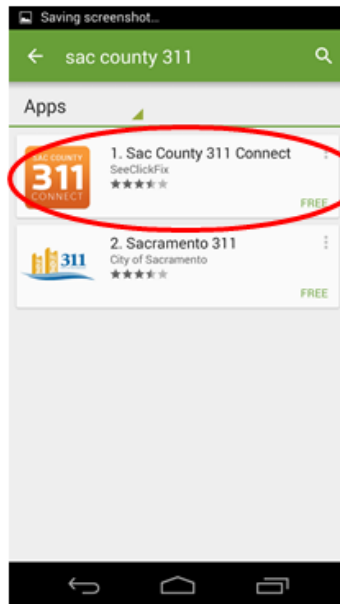 Saving screenshot...
sac county 311
Apps
SAC COUNTY
311
CONNECT
1. Sac County 311 Connect
SeeClickFix
FREE
311
2. Sacramento 311
City of Sacramento
FREE